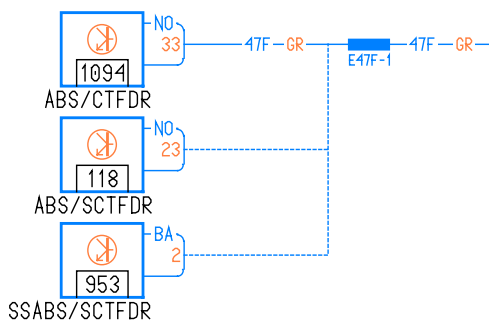 NO
33 47F GR 47F GR
1094 E47F-1
ABS/CTFDR
NO
23
118
ABS/SCTFDR
BA
2
953
SSABS/SCTFDR